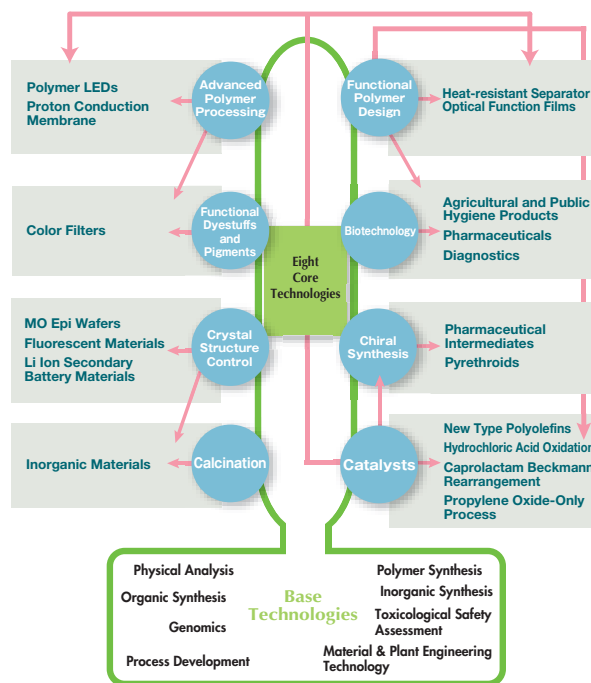 Polymer LEDs
Proton Conduction
Membrane
Advanced
Polymer
Processing
Functional
Polymer
Design
Heat-resistant Separator
Optical Function Films
Color Filters
Functional
Dyestuffs
and
Pigments
Biotechnology
Agricultural and Public
Hygiene Products
Pharmaceuticals
Diagnostics
Eight
Core
Technologies
MO Epi Wafers
Fluorescent Materials
Li Ion Secondary
Battery Materials
Crystal
Structure
Control
Chiral
Synthesis
Pharmaceutical
Intermediates
Pyrethroids
Inorganic Materials
Calcination
Catalysts
New Type Polyolefins
Hydrochloric Acid Oxidation
Caprolactam Beckmann
Rearrangement
Propylene Oxide-Only
Process
Base
Technologies
Physical Analysis
Organic Synthesis
Genomics
Process Development
Polymer Synthesis
Inorganic Synthesis
Toxicological Safety
Assessment
Material & Plant Engineering
Technology